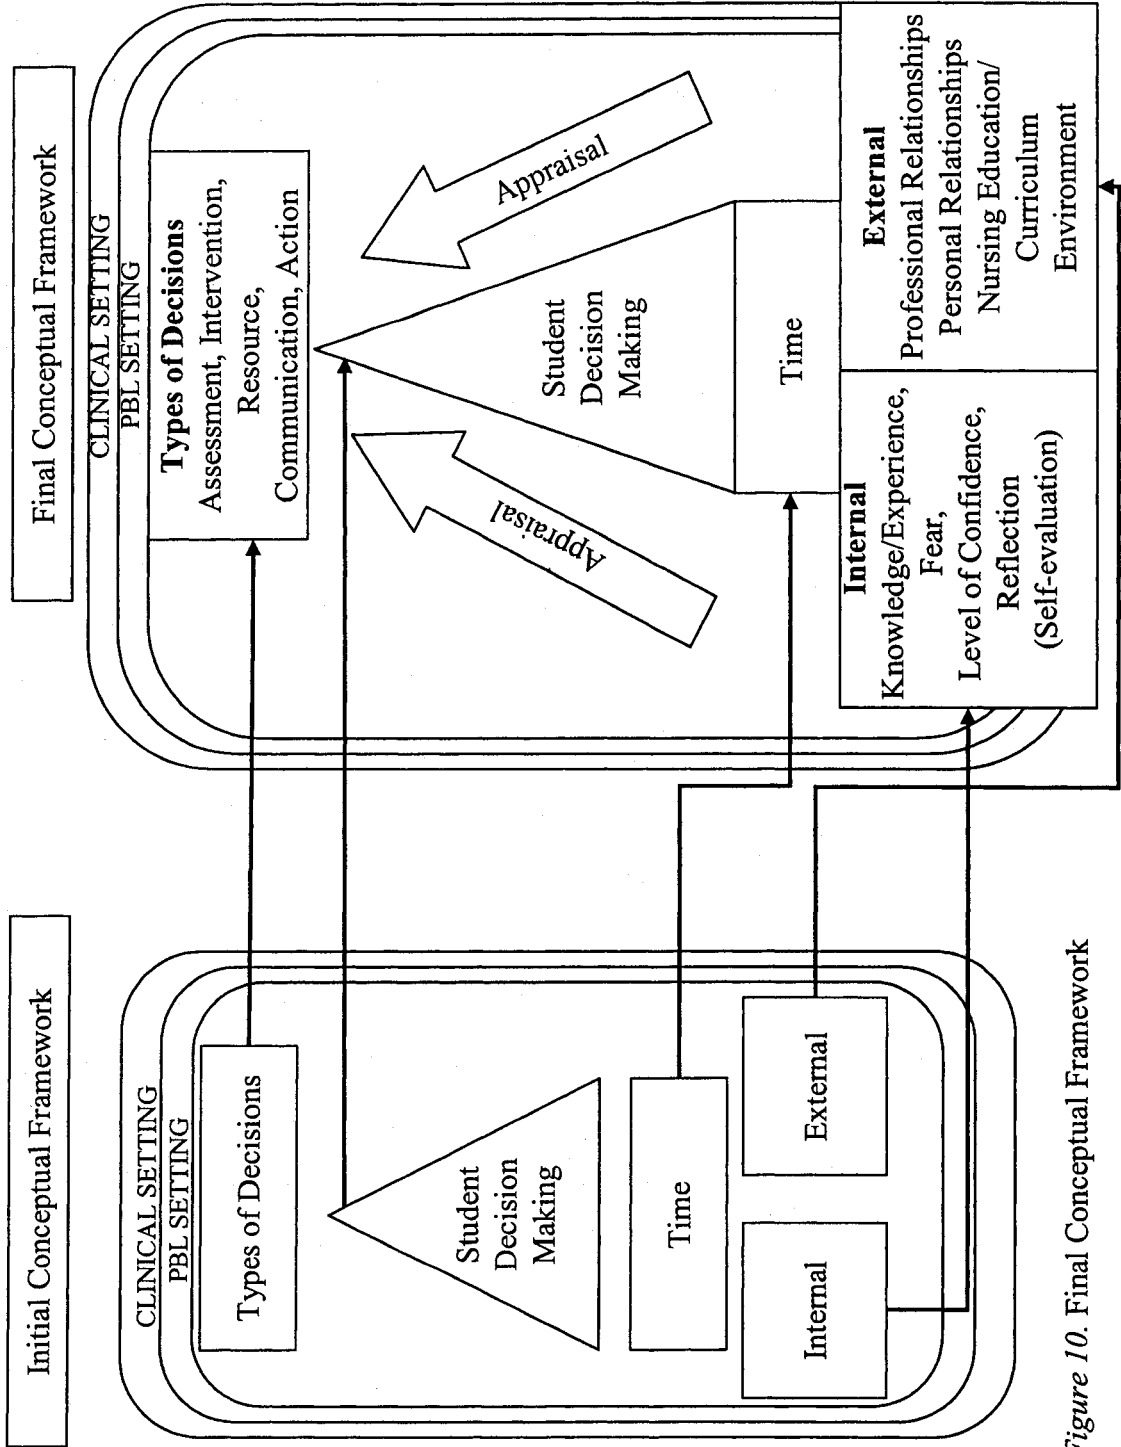 Initial Conceptual Framework
CLINICAL SETTING
PBL SETTING
Types of Decisions
Student
Decision
Making
Time
Internal
External
Final Conceptual Framework
CLINICAL SETTING
PBL SETTING
Types of Decisions
Assessment, Intervention,
Resource,
Communication, Action
Appraisal
Appraisal
Student
Decision
Making
Time
Internal
Knowledge/Experience,
Fear,
Level of Confidence,
Reflection
(Self-evaluation)
External
Professional Relationships
Personal Relationships
Nursing Education/
Curriculum
Environment
Figure 10. Final Conceptual Framework